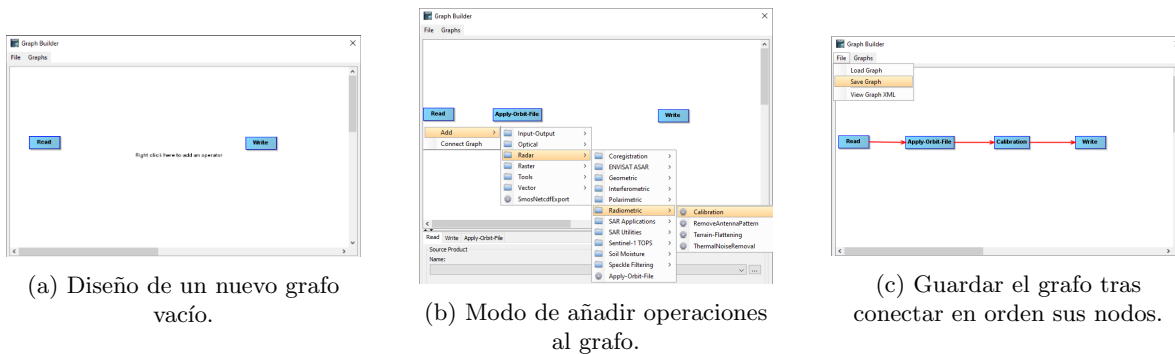 Graph Builder
File Graphs
Read
Write
Right click here to add an operator
(a) Diseño de un nuevo grafo
vacío.
Graph Builder
File Graphs
Read
Apply-Orbit-File
Write
Add
Connect Graph
Input-Output
Optical
Radar
Raster
Tools
Vector
SmosNetcdfExport
Coregistration
ENVISAT ASAR
Geometric
Interferometric
Polarimetric
Radiometric
SAR Applications
SAR Utilities
Sentinel-1 TOPS
Soil Moisture
Speckle Filtering
Apply-Orbit-File
Calibration
RemoveAntennaPattern
Terrain-Flattening
ThermalNoiseRemoval
Read Write Apply-Orbit-File
Source Product
Name:
...
(b) Modo de añadir operaciones
al grafo.
Graph Builder
File Graphs
Load Graph
Save Graph
View Graph XML
Read
Apply-Orbit-File
Calibration
Write
(c) Guardar el grafo tras
conectar en orden sus nodos.